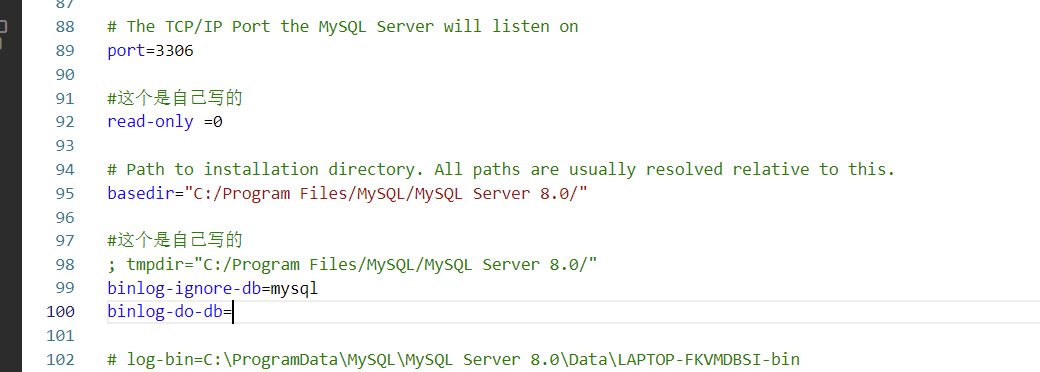 87
88 # The TCP/IP Port the MySQL Server will listen on
89 port=3306
90
91 #这个是自己写的
92 read-only =0
93
94 # Path to installation directory. All paths are usually resolved relative to this.
95 basedir="C:/Program Files/MySQL/MySQL Server 8.0/"
96
97 #这个是自己写的
98 ; tmpdir="C:/Program Files/MySQL/MySQL Server 8.0/"
99 binlog-ignore-db=mysql
100 binlog-do-db=
101
102 # log-bin=C:\ProgramData\MySQL\MySQL Server 8.0\Data\LAPTOP-FKVMDBSI-bin